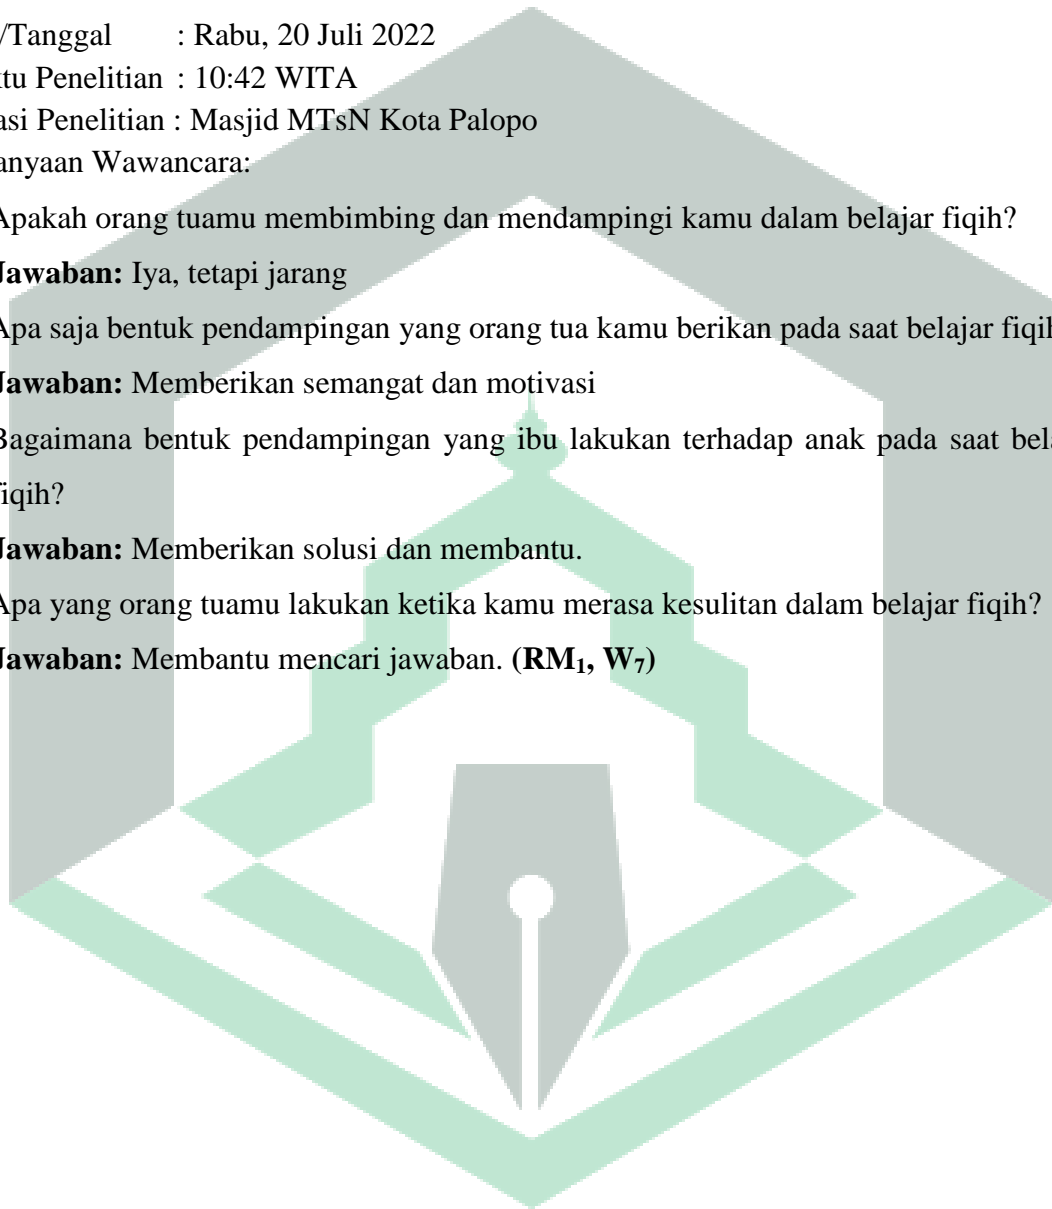 /Tanggal : Rabu, 20 Juli 2022
tu Penelitian : 10:42 WITA
asi Penelitian : Masjid MTsN Kota Palopo
anyaan Wawancara:
Apakah orang tuamu membimbing dan mendampingi kamu dalam belajar fiqih?
Jawaban: Iya, tetapi jarang
Apa saja bentuk pendampingan yang orang tua kamu berikan pada saat belajar fiqih
Jawaban: Memberikan semangat dan motivasi
Bagaimana bentuk pendampingan yang ibu lakukan terhadap anak pada saat bela
fiqih?
Jawaban: Memberikan solusi dan membantu.
Apa yang orang tuamu lakukan ketika kamu merasa kesulitan dalam belajar fiqih?
Jawaban: Membantu mencari jawaban. (RM₁, W₇)